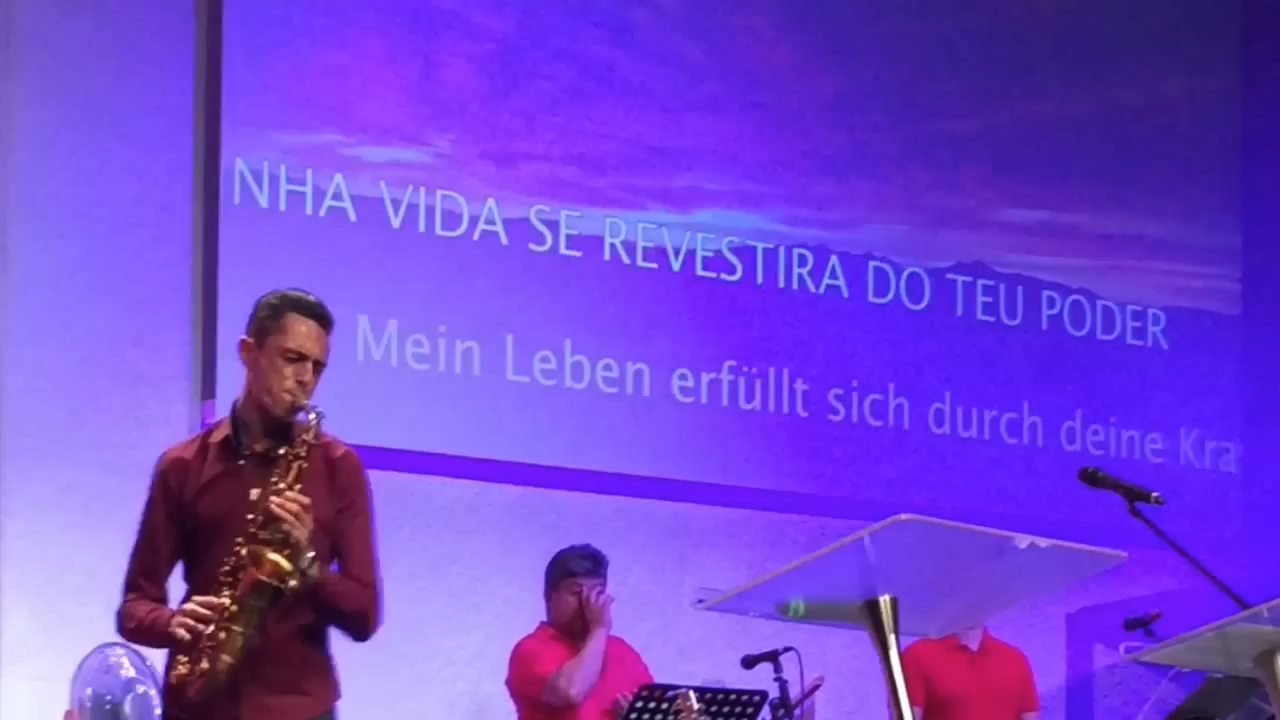 NHA VIDA SE REVESTIRA DO TEU PODER
Mein Leben erfüllt sich durch deine Kra